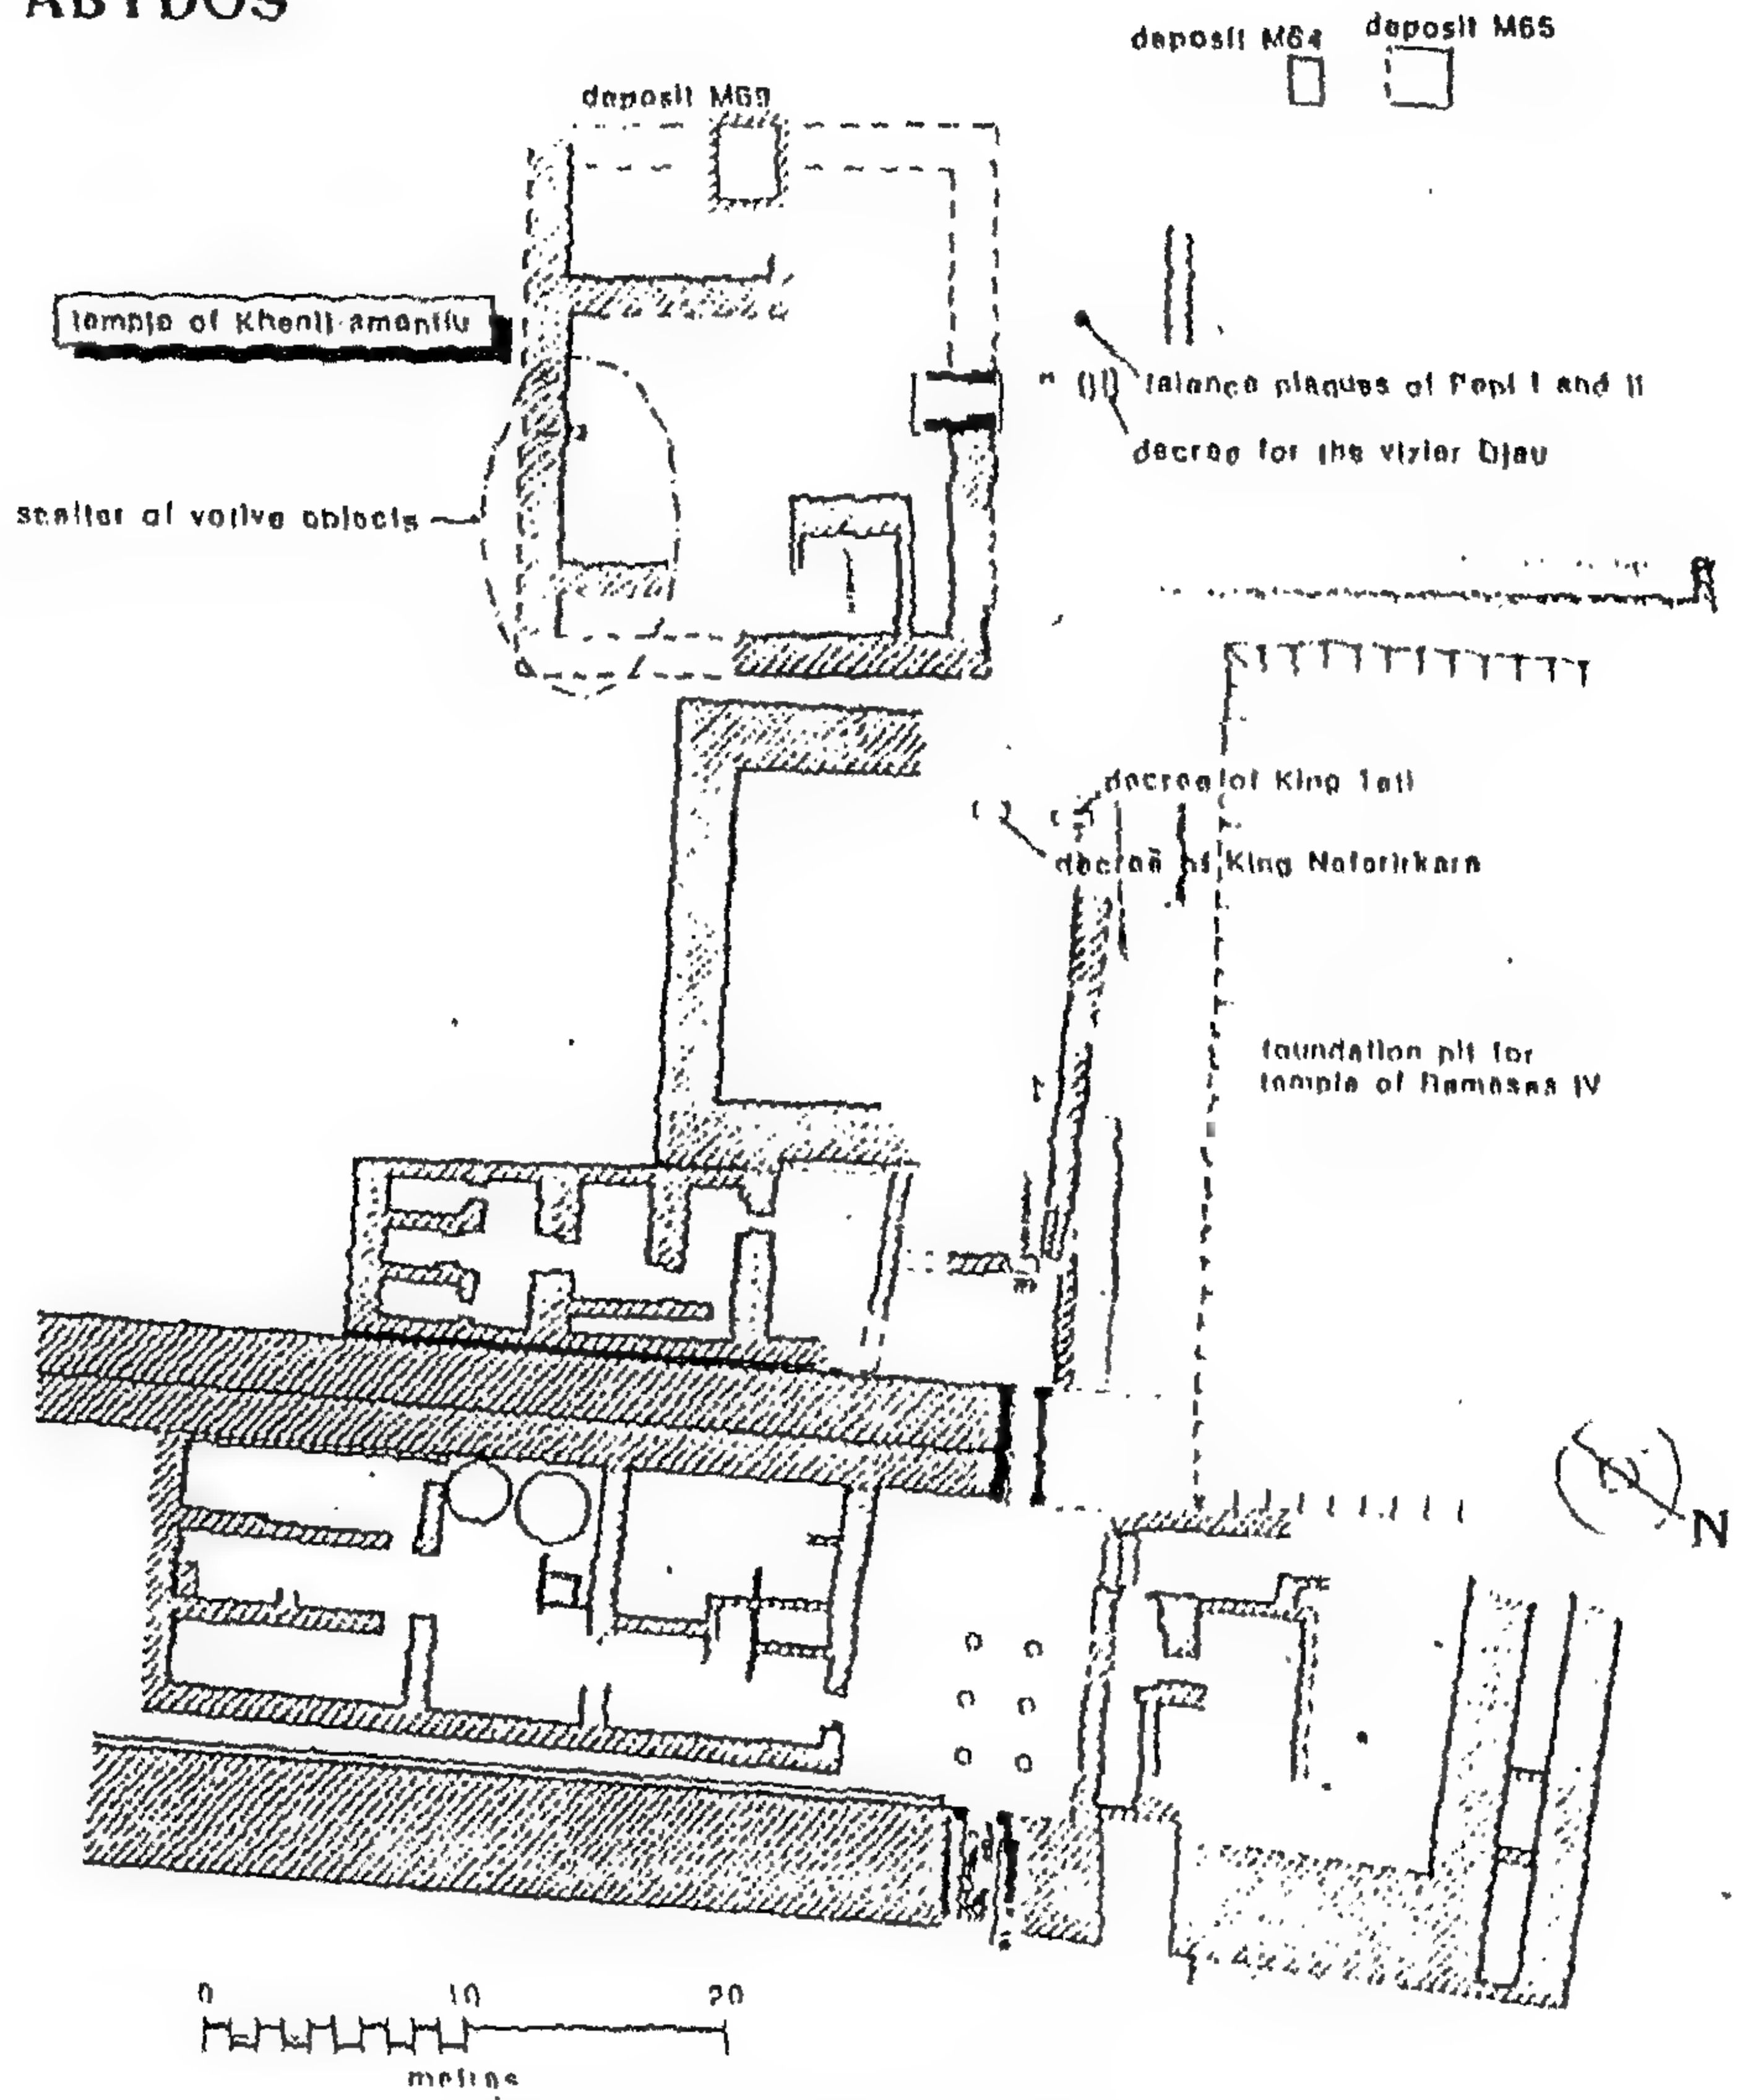 ABYDOS
deposit M64
deposit M65
deposit M69
temple of Khenti-amentiu
faience plaques of Pepi I and II
decree for the vizier Djau
scatter of votive objects
decree of King Teti
decree of King Neferirkara
foundation pit for
temple of Rameses IV
N
0 10 20
metres